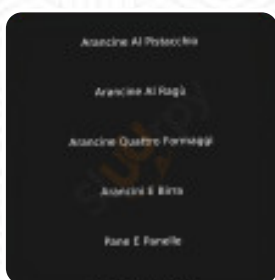 Arancine Al Pistacchio
Arancine Al Ragù
Arancine Quattro Formaggi
Arancini E Birra
Pane E Panelle